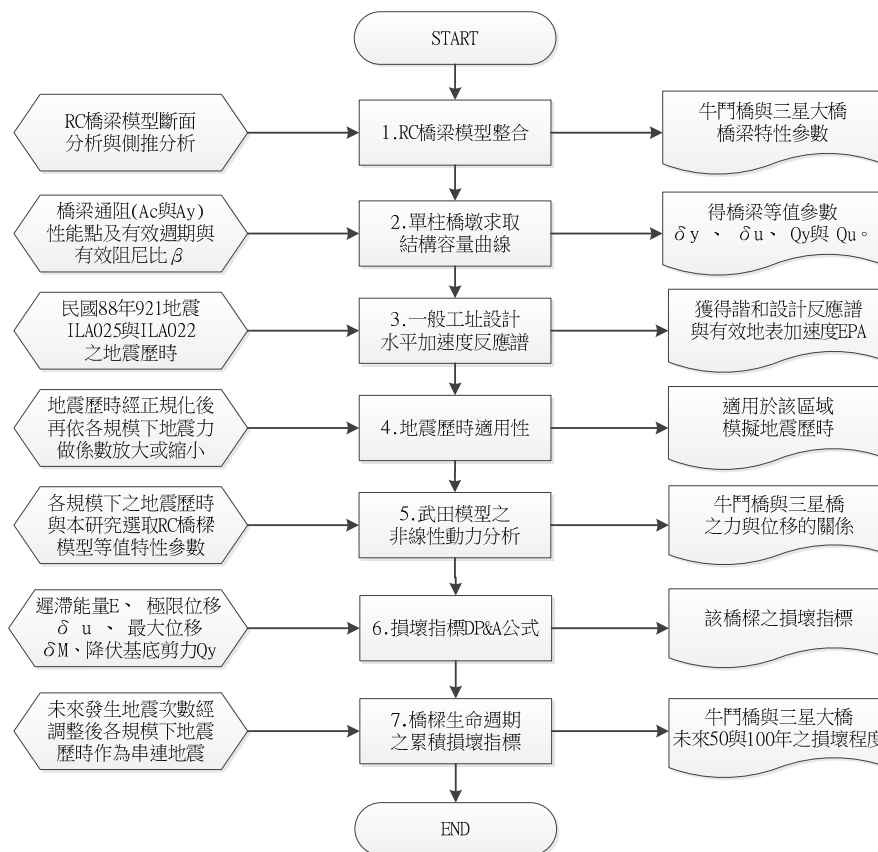 START
RC橋梁模型斷面
分析與側推分析
1.RC橋梁模型整合
牛鬥橋與三星大橋
橋梁特性參數
橋梁通阻(Ac與Ay)
性能點及有效週期與
有效阻尼比β
2.單柱橋墩求取
結構容量曲線
得橋梁等值參數
δy 、 δu、 Qy與 Qu。
民國88年921地震
ILA025與ILA022
之地震歷時
3.一般工址設計
水平加速度反應譜
獲得諧和設計反應譜
與有效地表加速度EPA
地震歷時經正規化後
再依各規模下地震力
做係數放大或縮小
4.地震歷時適用性
適用於該區域
模擬地震歷時
各規模下之地震歷時
與本研究選取RC橋樑
模型等值特性參數
5.武田模型之
非線性動力分析
牛鬥橋與三星橋
之力與位移的關係
遲滯能量E、 極限位移
δ u 、 最大位移
δM、降伏基底剪力Qy
6.損壞指標DP&A公式
該橋樑之損壞指標
未來發生地震次數經
調整後各規模下地震
歷時作為串連地震
7.橋樑生命週期
之累積損壞指標
牛鬥橋與三星大橋
未來50與100年之損壞程度
END